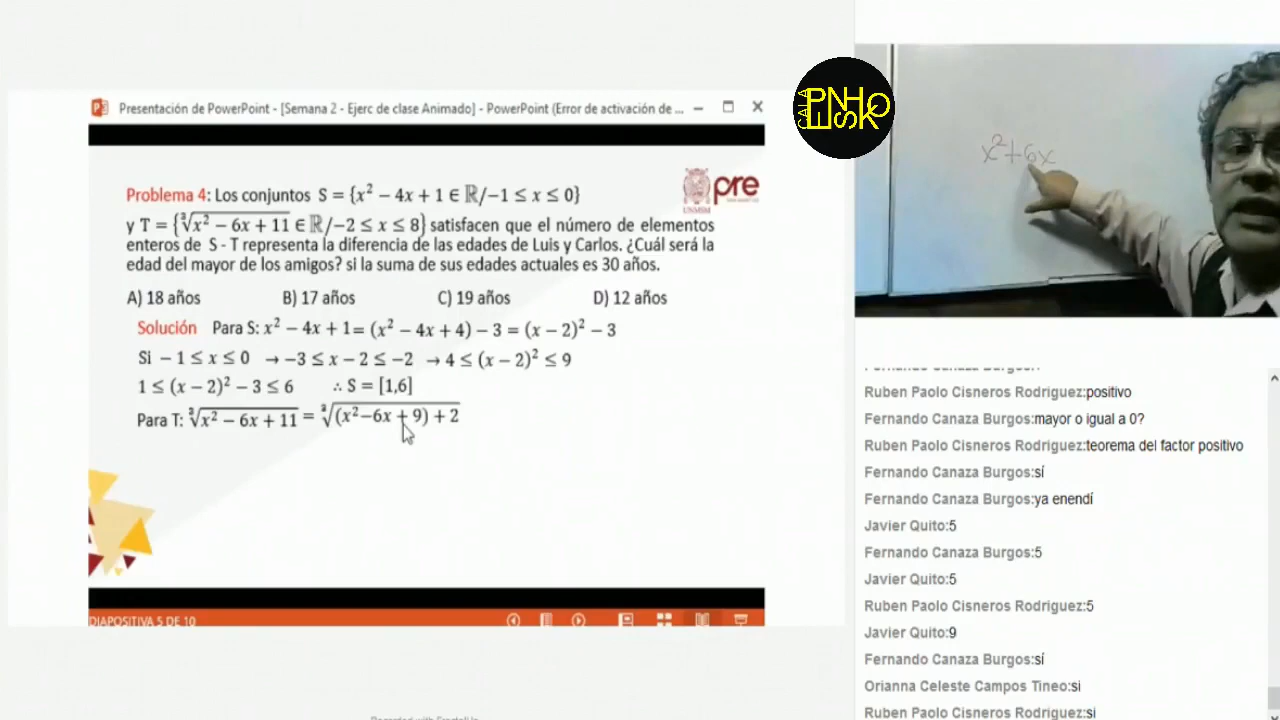 Presentación de PowerPoint - [Semana 2 - Ejerc de clase Animado] - PowerPoint (Error de activación de ...
CALA
PENHO
ESK
UNMSM
pre
Problema 4: Los conjuntos S = {x² − 4x + 1 ∈ ℝ/−1 ≤ x ≤ 0}
y T = {∛(x² − 6x + 11) ∈ ℝ/−2 ≤ x ≤ 8} satisfacen que el número de elementos
enteros de S - T representa la diferencia de las edades de Luis y Carlos. ¿Cuál será la
edad del mayor de los amigos? si la suma de sus edades actuales es 30 años.
A) 18 años B) 17 años C) 19 años D) 12 años
Solución Para S: x² − 4x + 1= (x² − 4x + 4) − 3 = (x − 2)² − 3
Si −1 ≤ x ≤ 0 → −3 ≤ x − 2 ≤ −2 → 4 ≤ (x − 2)² ≤ 9
1 ≤ (x − 2)² − 3 ≤ 6 ∴ S = [1,6]
Para T: ∛(x² − 6x + 11) = ∛((x²−6x + 9) + 2)
DIAPOSITIVA 5 DE 10
x²+6x
Fernando Canaza Burgos:
Ruben Paolo Cisneros Rodriguez:positivo
Fernando Canaza Burgos:mayor o igual a 0?
Ruben Paolo Cisneros Rodriguez:teorema del factor positivo
Fernando Canaza Burgos:sí
Fernando Canaza Burgos:ya enendí
Javier Quito:5
Fernando Canaza Burgos:5
Javier Quito:5
Ruben Paolo Cisneros Rodriguez:5
Javier Quito:9
Fernando Canaza Burgos:sí
Orianna Celeste Campos Tineo:si
Ruben Paolo Cisneros Rodriguez:si